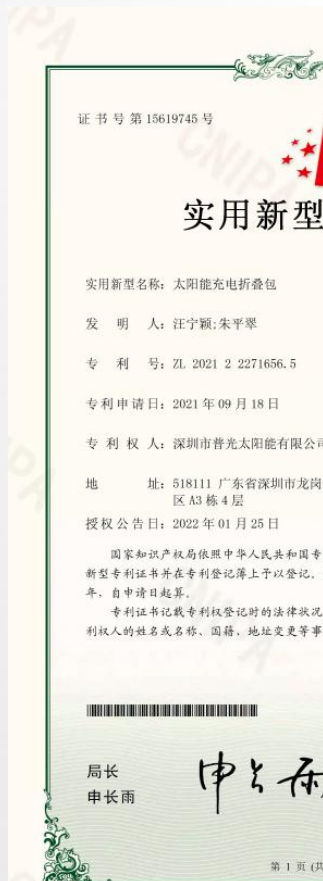 证书号第15619745号
实用新型
实用新型名称：太阳能充电折叠包
发明人：汪宁颖;朱平翠
专利号：ZL 2021 2 2271656.5
专利申请日：2021年09月18日
专利权人：深圳市普光太阳能有限公司
地址：518111 广东省深圳市龙岗
区A3栋4层
授权公告日：2022年01月25日
国家知识产权局依照中华人民共和国专
新型专利证书并在专利登记簿上予以登记。
年，自申请日起算。
专利证书记载专利权登记时的法律状况
利权人的姓名或名称、国籍、地址变更等事
局长
申长雨
申长雨
第 1 页 (共
CNIPA
CNIPA